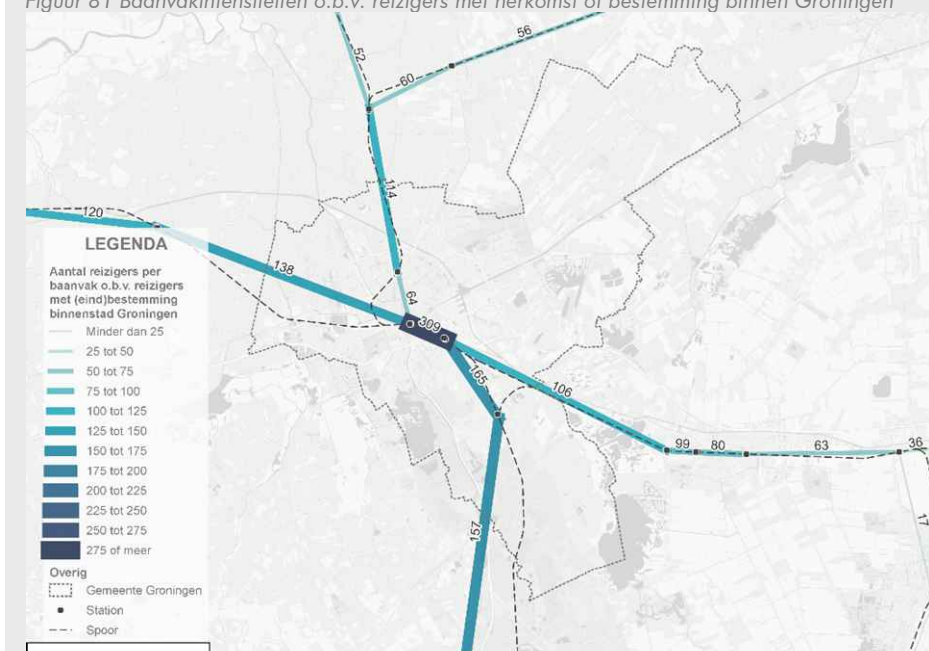 Figuur 81 Baanvakintensiteiten o.b.v. reizigers met herkomst of bestemming binnen Groningen
52
60
56
114
120
138
64
309
165
106
99
80
63
36
17
157
LEGENDA
Aantal reizigers per
baanvak o.b.v. reizigers
met (eind)bestemming
binnenstad Groningen
Minder dan 25
25 tot 50
50 tot 75
75 tot 100
100 tot 125
125 tot 150
150 tot 175
175 tot 200
200 tot 225
225 tot 250
250 tot 275
275 of meer
Overig
Gemeente Groningen
Station
Spoor